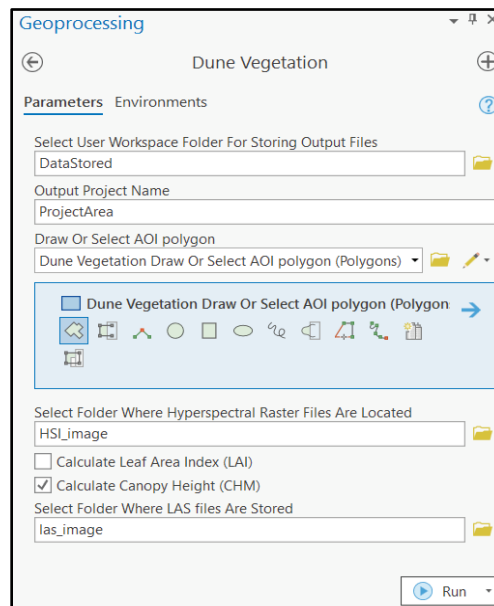 Geoprocessing
Dune Vegetation
Parameters Environments
Select User Workspace Folder For Storing Output Files
DataStored
Output Project Name
ProjectArea
Draw Or Select AOI polygon
Dune Vegetation Draw Or Select AOI polygon (Polygons)
Dune Vegetation Draw Or Select AOI polygon (Polygon
Select Folder Where Hyperspectral Raster Files Are Located
HSI_image
Calculate Leaf Area Index (LAI)
Calculate Canopy Height (CHM)
Select Folder Where LAS files Are Stored
las_image
Run